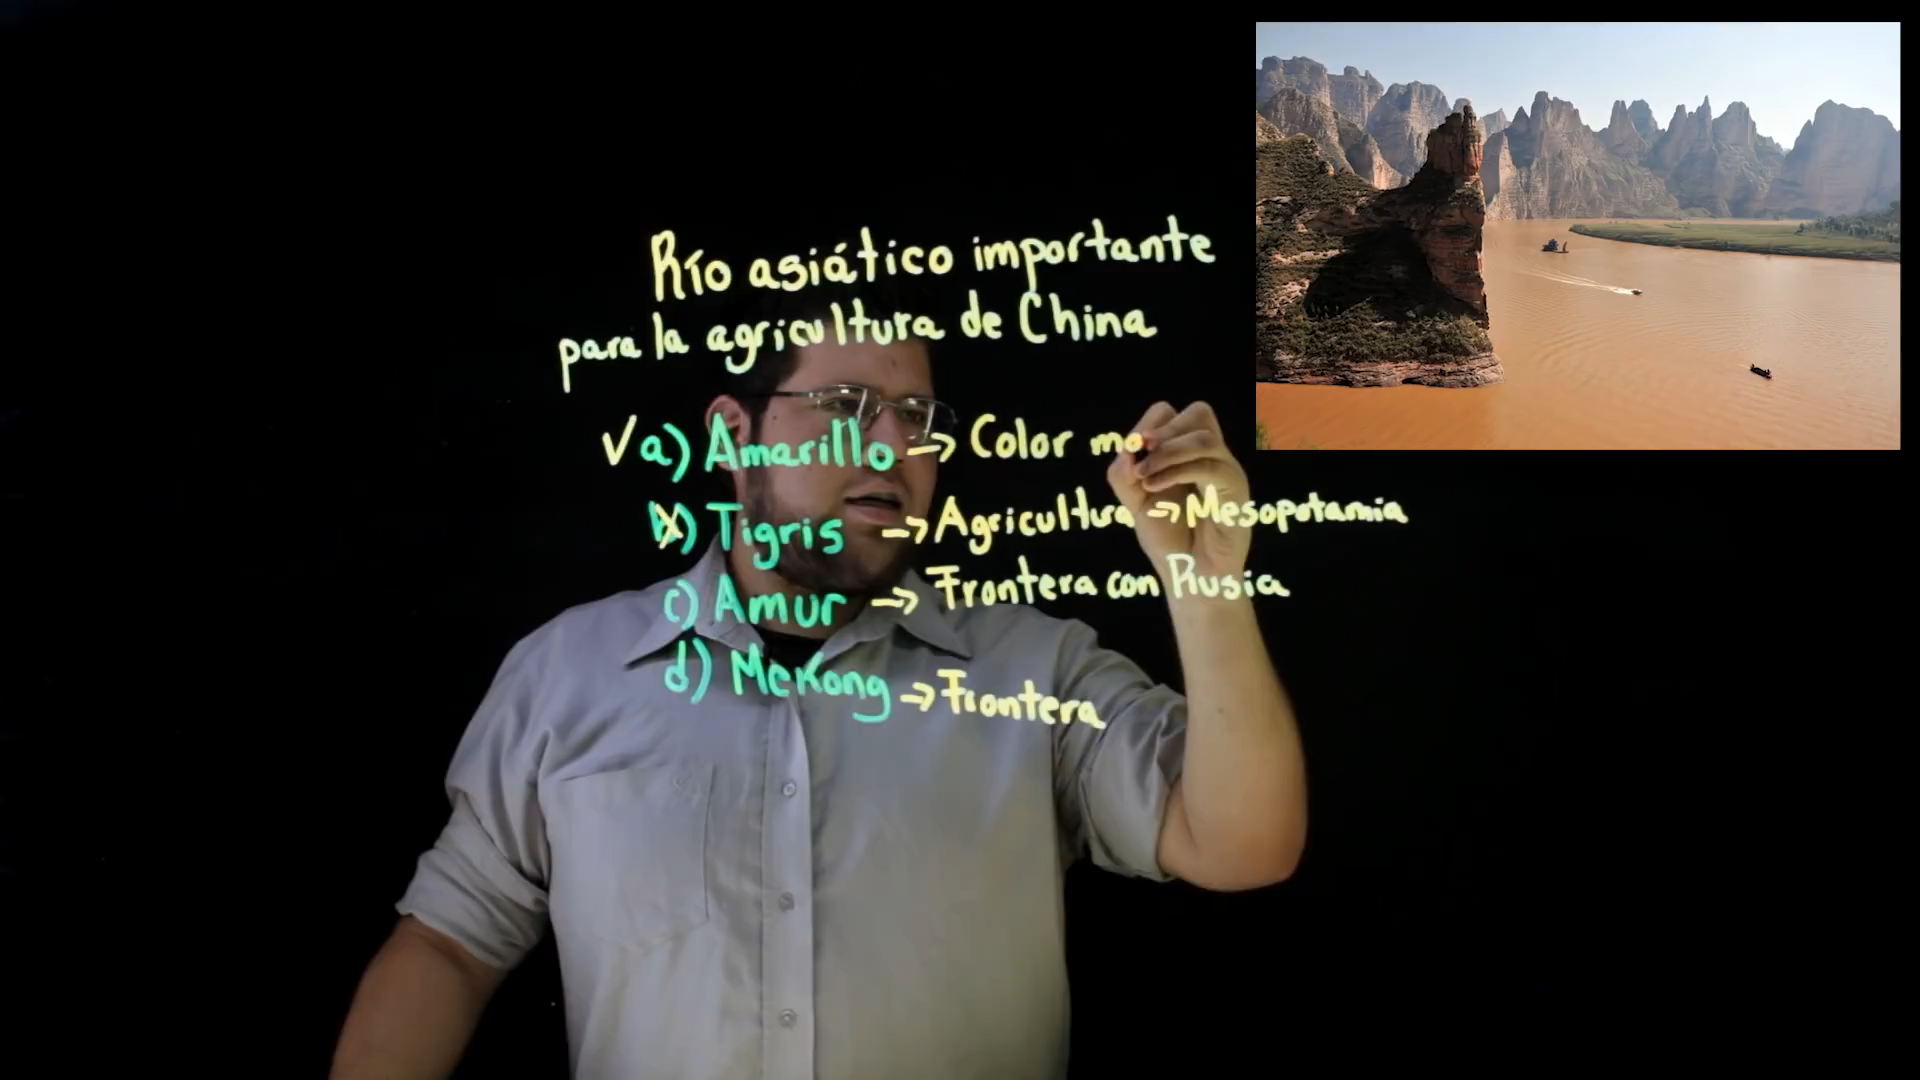 Río asiático importante
para la agricultura de China
✓ a) Amarillo -> Color mo
b) Tigris -> Agricultura -> Mesopotamia
c) Amur -> Frontera con Rusia
d) MeKong -> Frontera